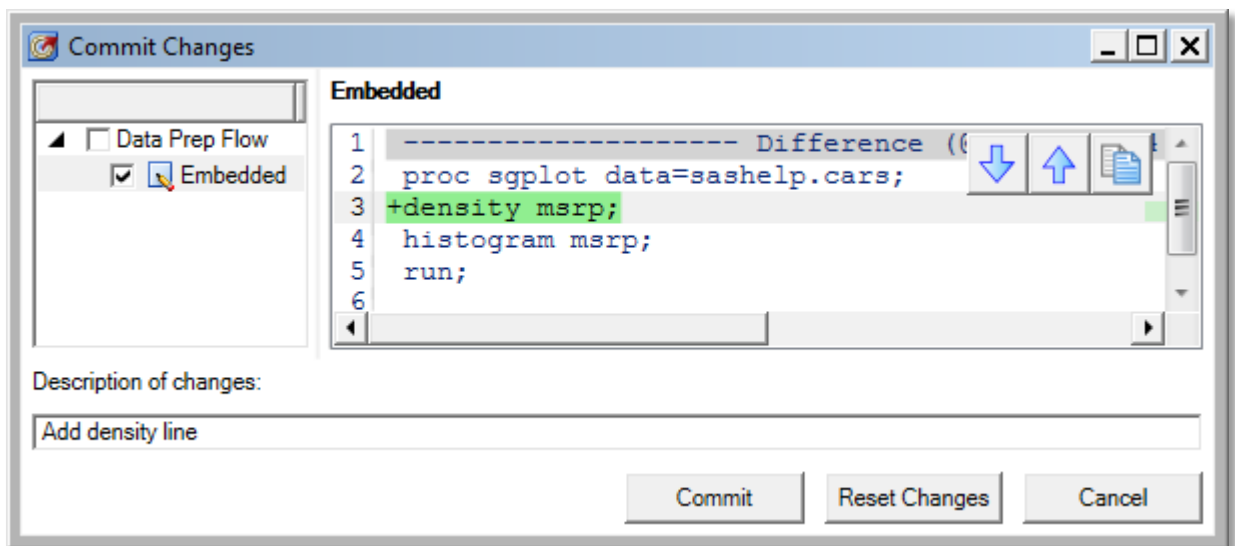 Commit Changes
Embedded
Data Prep Flow
Embedded
1 -------------------- Difference (
2 proc sgplot data=sashelp.cars;
3 +density msrp;
4 histogram msrp;
5 run;
6
Description of changes:
Add density line
Commit Reset Changes Cancel